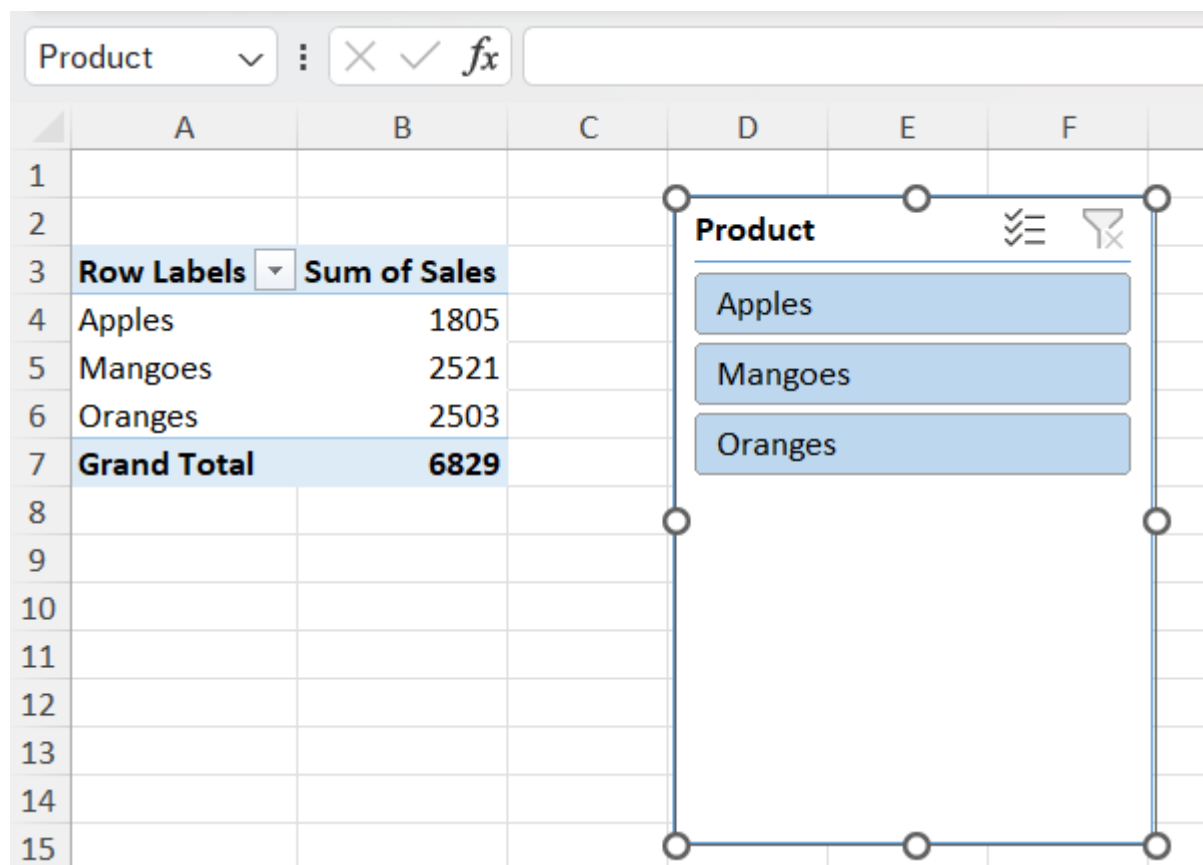 Product fx
A B C D E F
1
2 Product
3 Row Labels Sum of Sales
Apples
4 Apples 1805
5 Mangoes 2521
Mangoes
6 Oranges 2503
Oranges
7 Grand Total 6829
8
9
10
11
12
13
14
15